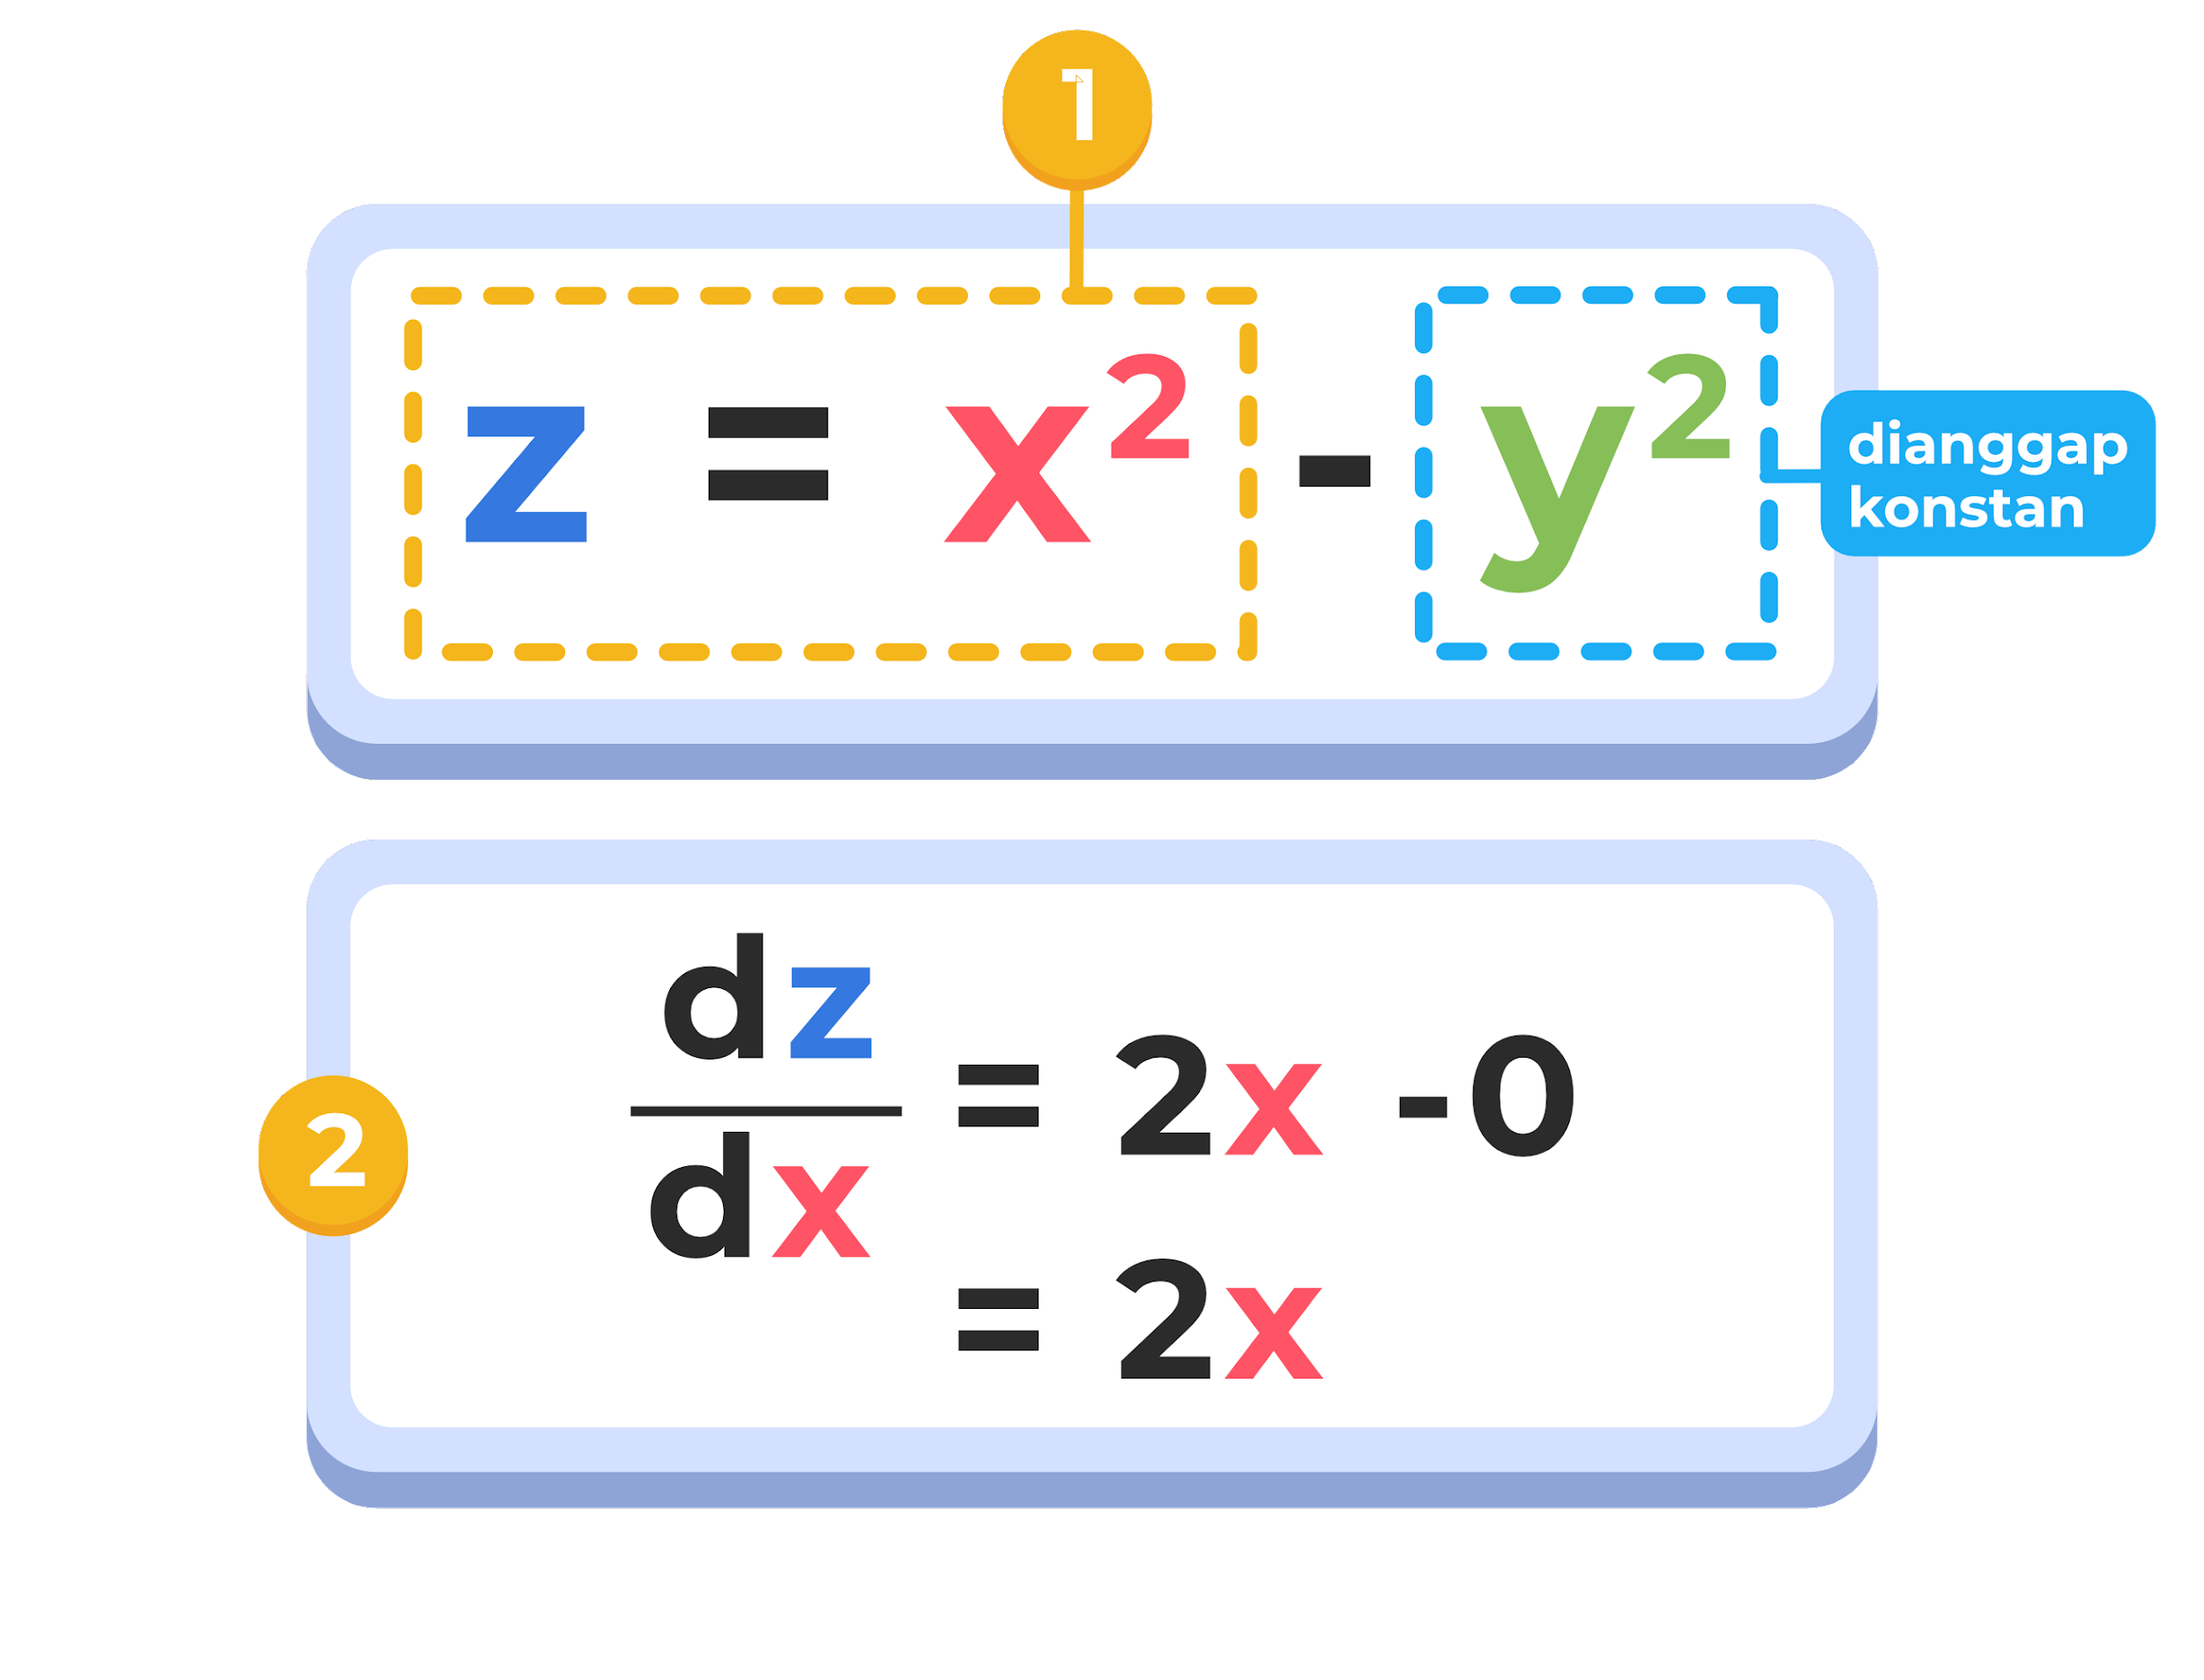 1
z = x² - y²
dianggap
konstan
2
dz/dx = 2x - 0
= 2x